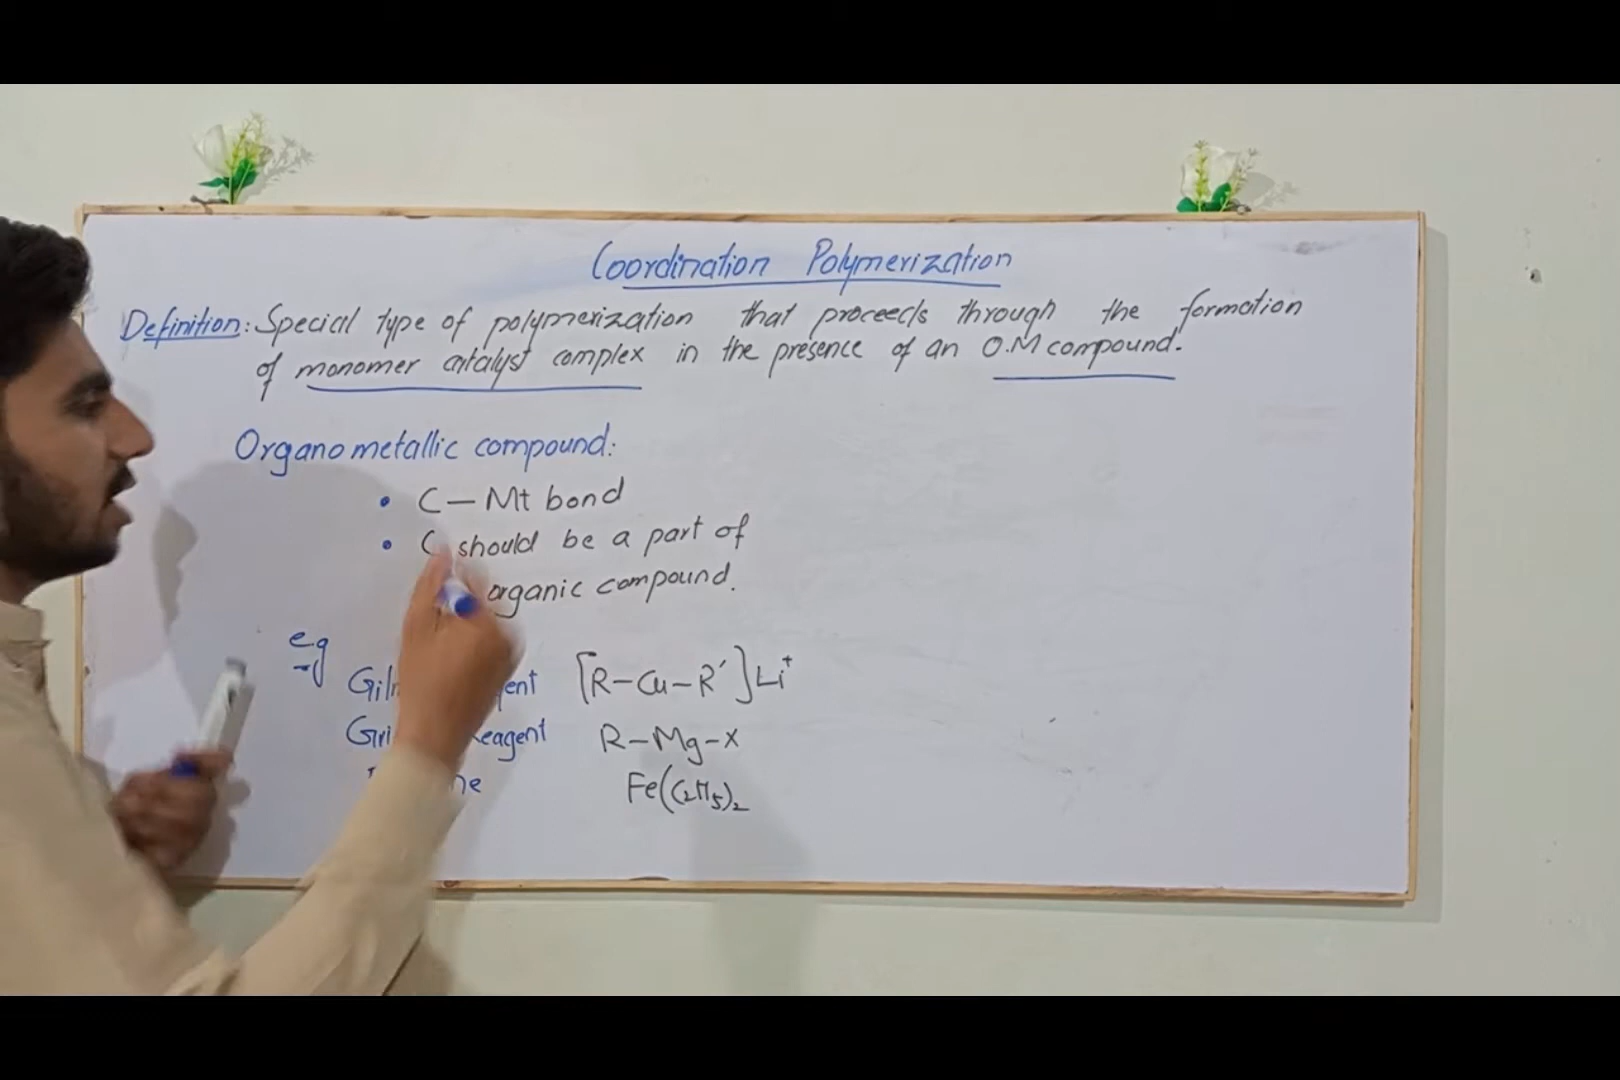 Coordination Polymerization
Definition: Special type of polymerization that proceeds through the formation
of monomer catalyst complex in the presence of an O.M compound.
Organometallic compound:
• C — Mt bond
• C should be a part of
organic compound.
eg
[R-Cu-R']Li+
R-Mg-X
Fe(C2H5)2